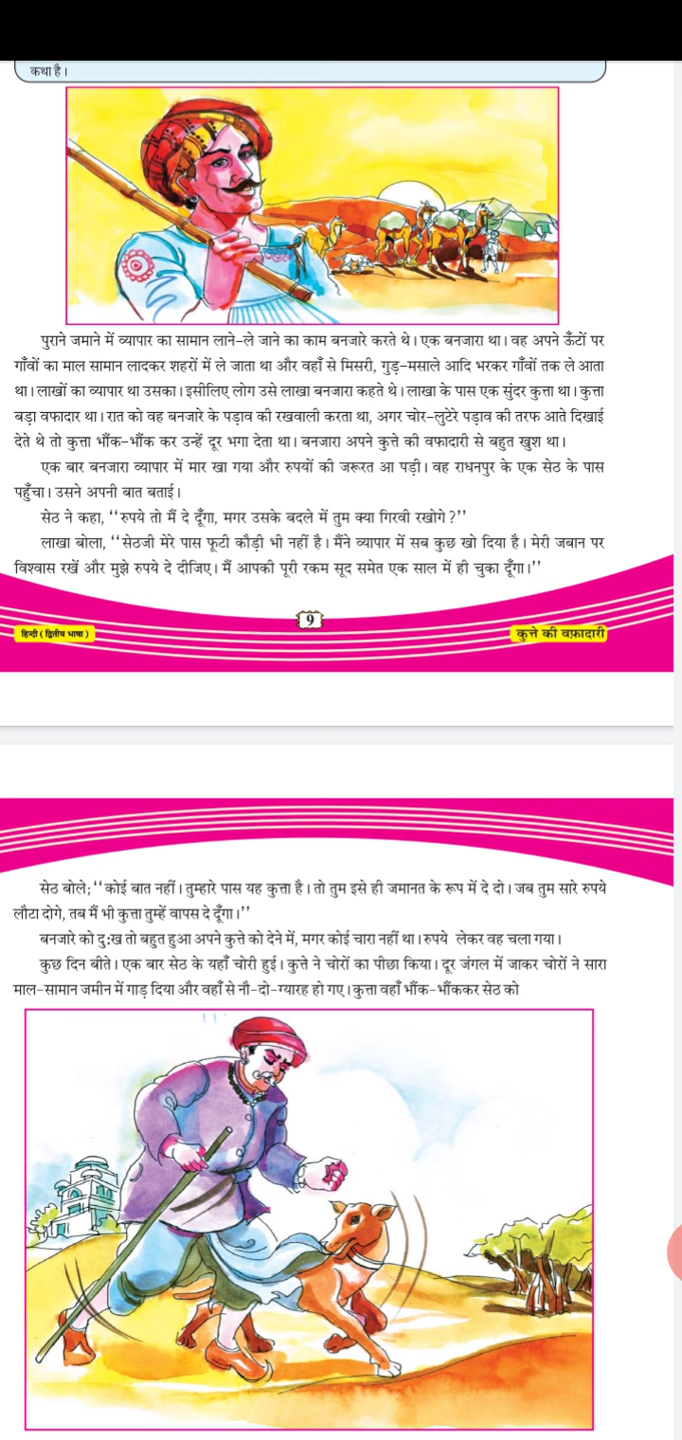 कथा है।
पुराने जमाने में व्यापार का सामान लाने-ले जाने का काम बनजारे करते थे। एक बनजारा था। वह अपने ऊँटों पर
गाँवों का माल सामान लादकर शहरों में ले जाता था और वहाँ से मिसरी, गुड़-मसाले आदि भरकर गाँवों तक ले आता
था। लाखों का व्यापार था उसका। इसीलिए लोग उसे लाखा बनजारा कहते थे। लाखा के पास एक सुंदर कुत्ता था। कुत्ता
बड़ा वफादार था। रात को वह बनजारे के पड़ाव की रखवाली करता था, अगर चोर-लुटेरे पड़ाव की तरफ आते दिखाई
देते थे तो कुत्ता भौंक-भौंक कर उन्हें दूर भगा देता था। बनजारा अपने कुत्ते की वफादारी से बहुत खुश था।
एक बार बनजारा व्यापार में मार खा गया और रुपयों की जरूरत आ पड़ी। वह राधनपुर के एक सेठ के पास
पहुँचा। उसने अपनी बात बताई।
सेठ ने कहा, ‘‘रुपये तो मैं दे दूँगा, मगर उसके बदले में तुम क्या गिरवी रखोगे ?’’
लाखा बोला, ‘‘सेठजी मेरे पास फूटी कौड़ी भी नहीं है। मैंने व्यापार में सब कुछ खो दिया है। मेरी जबान पर
विश्वास रखें और मुझे रुपये दे दीजिए। मैं आपकी पूरी रकम सूद समेत एक साल में ही चुका दूँगा।’’
9
हिन्दी ( द्वितीय भाषा )
कुत्ते की वफ़ादारी
सेठ बोले; ‘‘कोई बात नहीं। तुम्हारे पास यह कुत्ता है। तो तुम इसे ही जमानत के रूप में दे दो। जब तुम सारे रुपये
लौटा दोगे, तब मैं भी कुत्ता तुम्हें वापस दे दूँगा।’’
बनजारे को दुःख तो बहुत हुआ अपने कुत्ते को देने में, मगर कोई चारा नहीं था। रुपये लेकर वह चला गया।
कुछ दिन बीते। एक बार सेठ के यहाँ चोरी हुई। कुत्ते ने चोरों का पीछा किया। दूर जंगल में जाकर चोरों ने सारा
माल-सामान जमीन में गाड़ दिया और वहाँ से नौ-दो-ग्यारह हो गए। कुत्ता वहाँ भौंक-भौंककर सेठ को